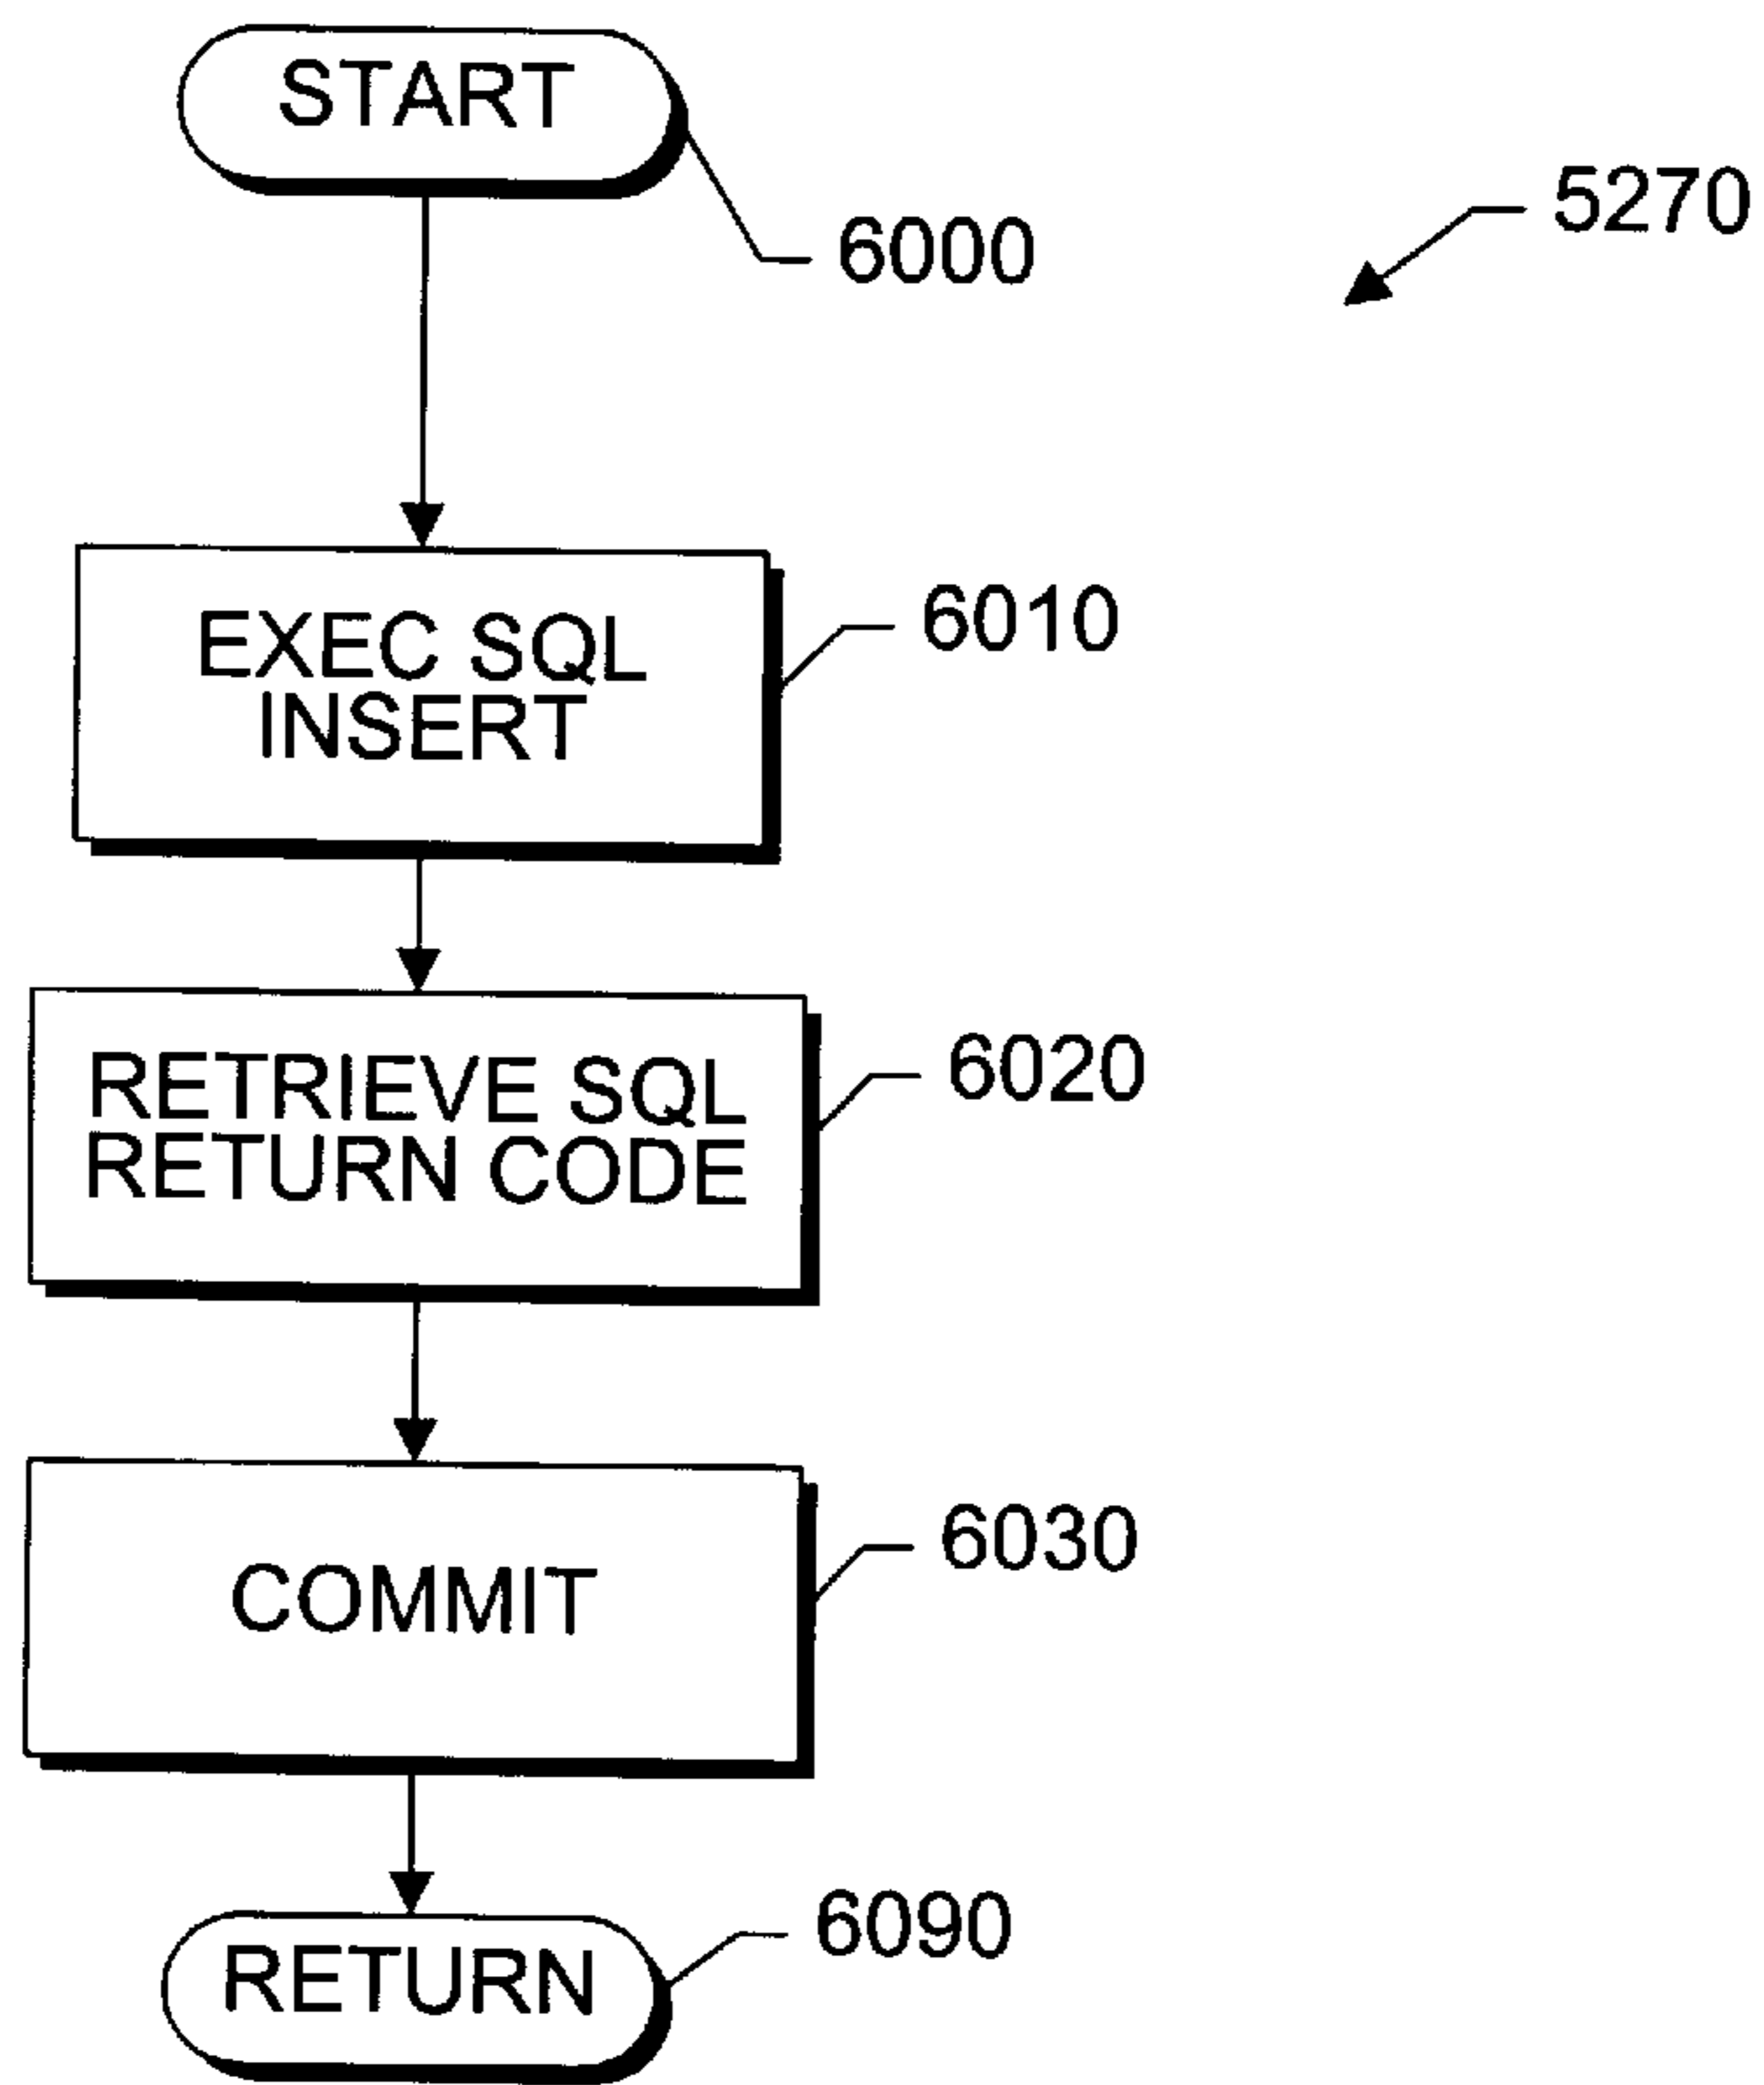 START
6000
5270
EXEC SQL
INSERT
6010
RETRIEVE SQL
RETURN CODE
6020
COMMIT
6030
RETURN
6090